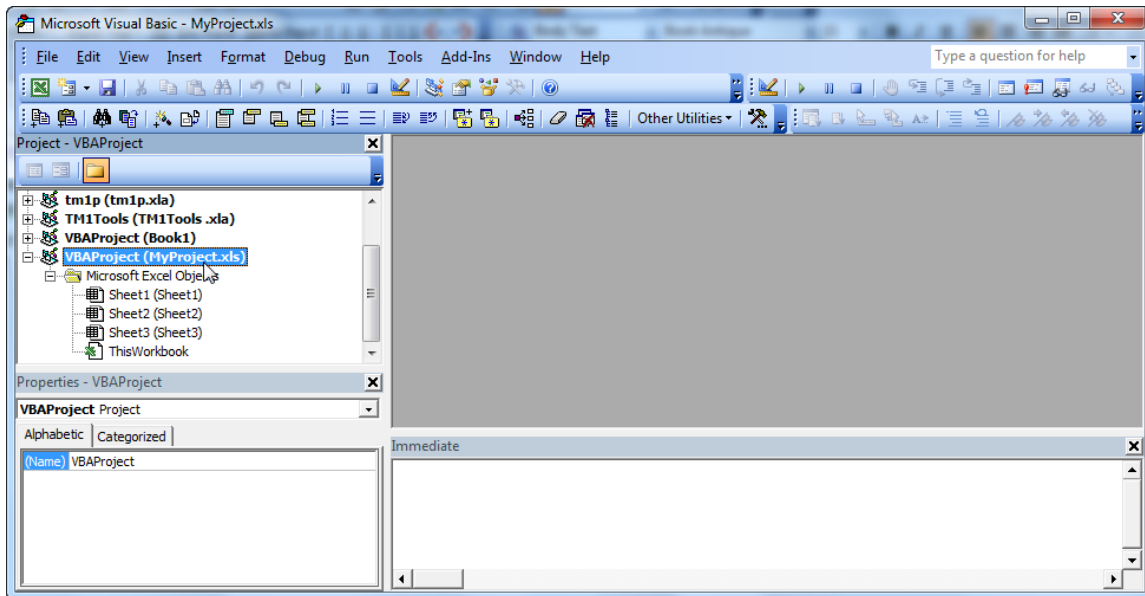 Microsoft Visual Basic - MyProject.xls
File Edit View Insert Format Debug Run Tools Add-Ins Window Help Type a question for help
Other Utilities
Project - VBAProject
tm1p (tm1p.xla)
TM1Tools (TM1Tools .xla)
VBAProject (Book1)
VBAProject (MyProject.xls)
Microsoft Excel Objects
Sheet1 (Sheet1)
Sheet2 (Sheet2)
Sheet3 (Sheet3)
ThisWorkbook
Properties - VBAProject
VBAProject Project
Alphabetic Categorized
(Name) VBAProject
Immediate